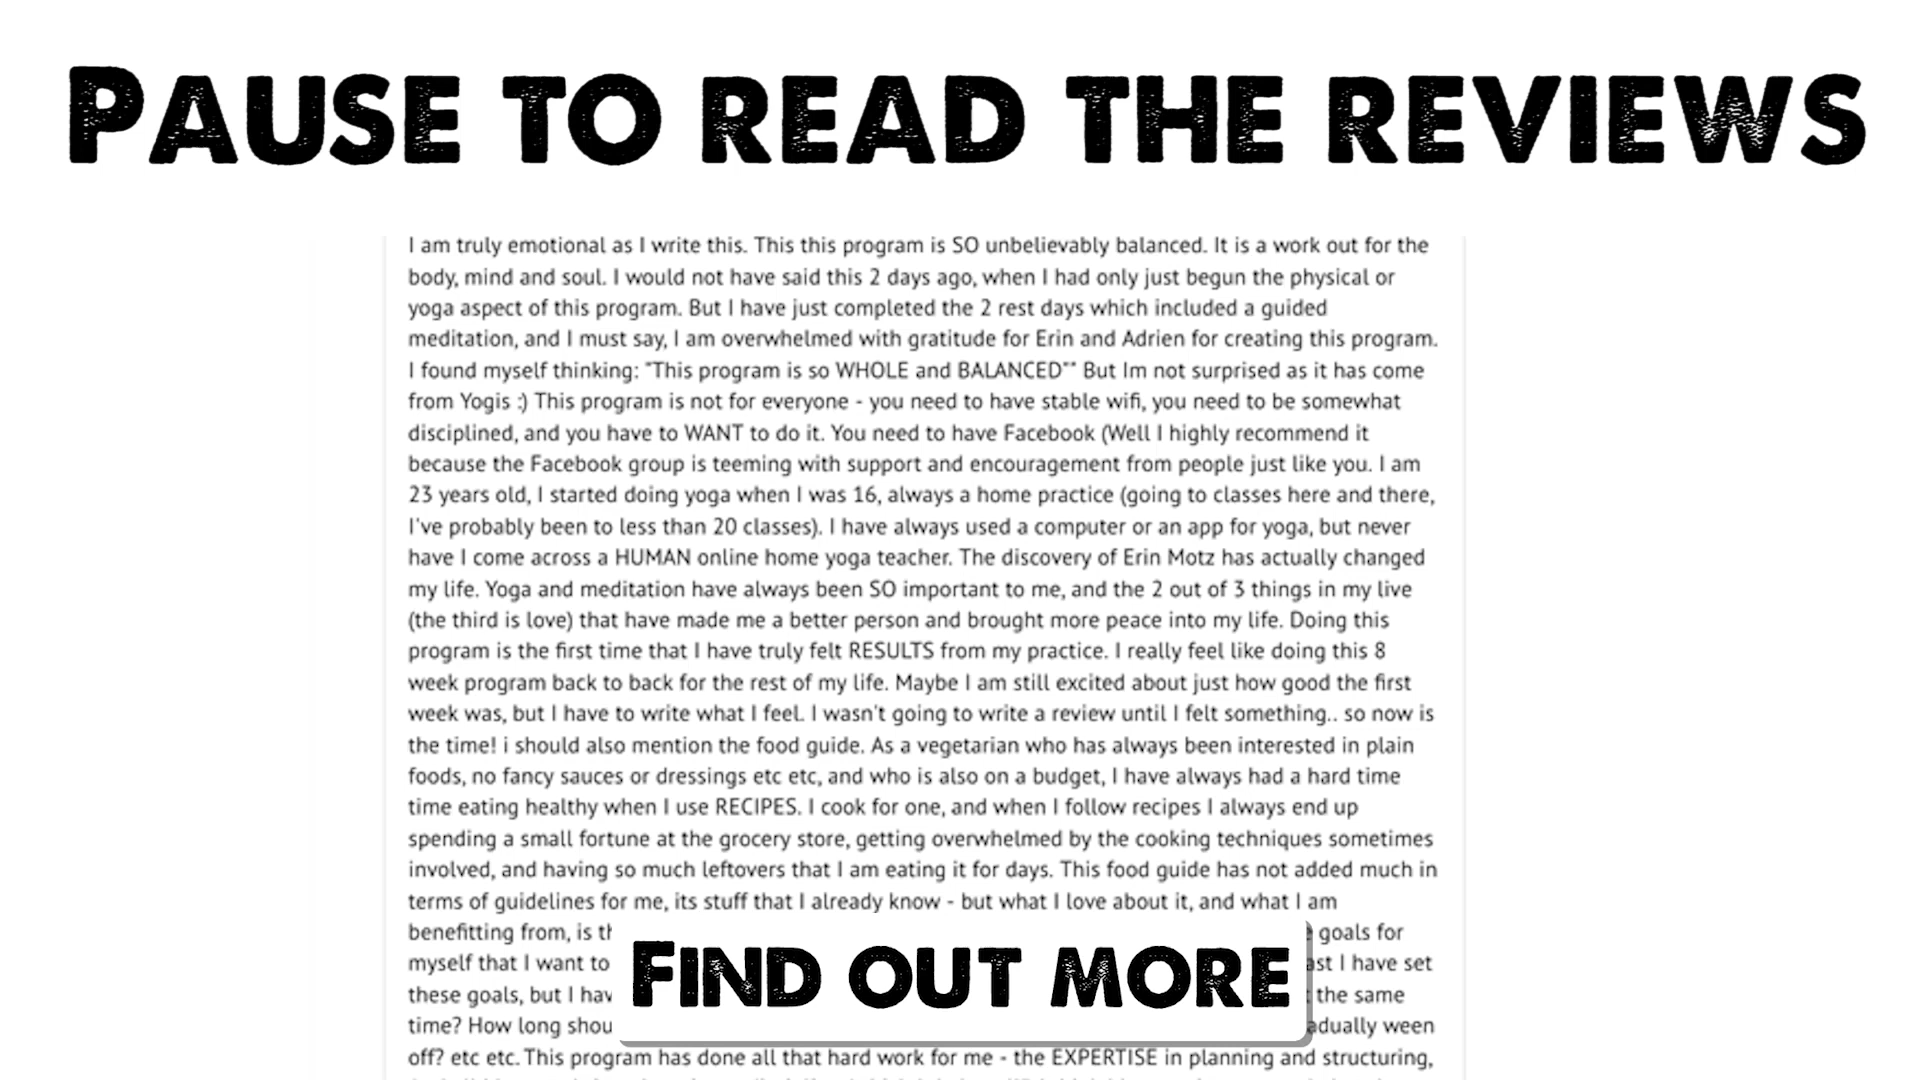 PAUSE TO READ THE REVIEWS
I am truly emotional as I write this. This this program is SO unbelievably balanced. It is a work out for the
body, mind and soul. I would not have said this 2 days ago, when I had only just begun the physical or
yoga aspect of this program. But I have just completed the 2 rest days which included a guided
meditation, and I must say, I am overwhelmed with gratitude for Erin and Adrien for creating this program.
I found myself thinking: "This program is so WHOLE and BALANCED"" But Im not surprised as it has come
from Yogis :) This program is not for everyone - you need to have stable wifi, you need to be somewhat
disciplined, and you have to WANT to do it. You need to have Facebook (Well I highly recommend it
because the Facebook group is teeming with support and encouragement from people just like you. I am
23 years old, I started doing yoga when I was 16, always a home practice (going to classes here and there,
I've probably been to less than 20 classes). I have always used a computer or an app for yoga, but never
have I come across a HUMAN online home yoga teacher. The discovery of Erin Motz has actually changed
my life. Yoga and meditation have always been SO important to me, and the 2 out of 3 things in my live
(the third is love) that have made me a better person and brought more peace into my life. Doing this
program is the first time that I have truly felt RESULTS from my practice. I really feel like doing this 8
week program back to back for the rest of my life. Maybe I am still excited about just how good the first
week was, but I have to write what I feel. I wasn't going to write a review until I felt something.. so now is
the time! i should also mention the food guide. As a vegetarian who has always been interested in plain
foods, no fancy sauces or dressings etc etc, and who is also on a budget, I have always had a hard time
time eating healthy when I use RECIPES. I cook for one, and when I follow recipes I always end up
spending a small fortune at the grocery store, getting overwhelmed by the cooking techniques sometimes
involved, and having so much leftovers that I am eating it for days. This food guide has not added much in
terms of guidelines for me, its stuff that I already know - but what I love about it, and what I am
benefitting from, is goals for
myself that I want to I have set
these goals, but I the same
time? How long ween
FIND OUT MORE
off? etc etc. This program has done all that hard work for me - the EXPERTISE in planning and structuring,